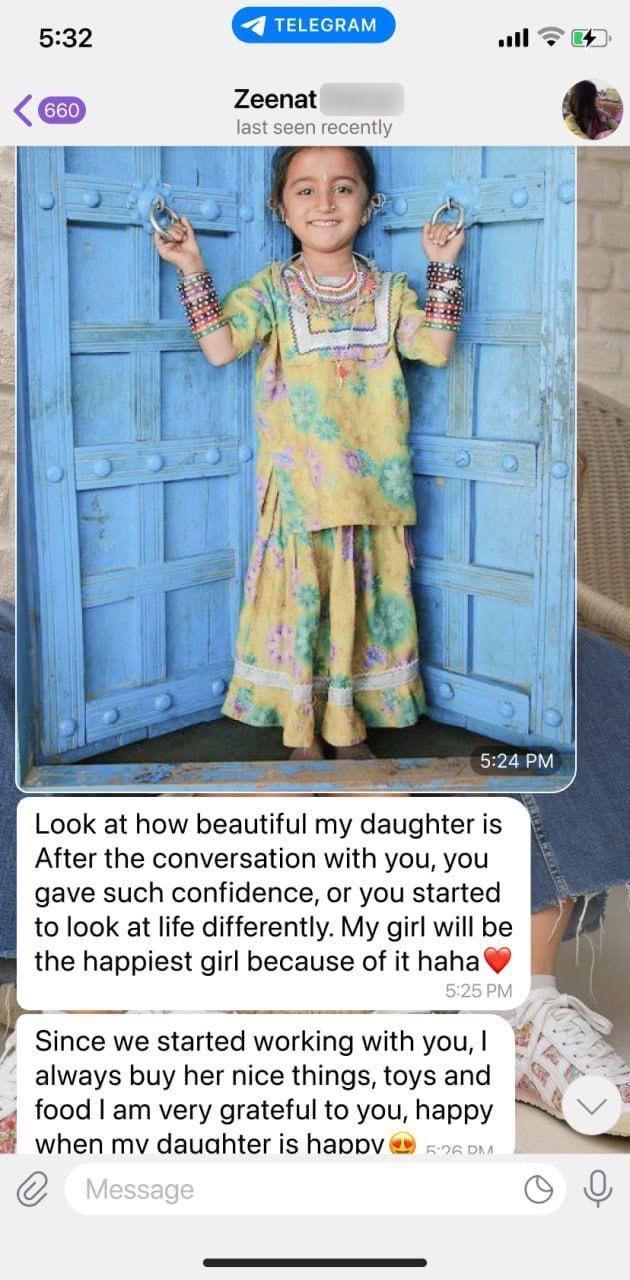 5:32
TELEGRAM
660
Zeenat
last seen recently
5:24 PM
Look at how beautiful my daughter is
After the conversation with you, you
gave such confidence, or you started
to look at life differently. My girl will be
the happiest girl because of it haha❤️
5:25 PM
Since we started working with you, I
always buy her nice things, toys and
food I am very grateful to you, happy
when my daughter is happy😍 5:26 PM
Message